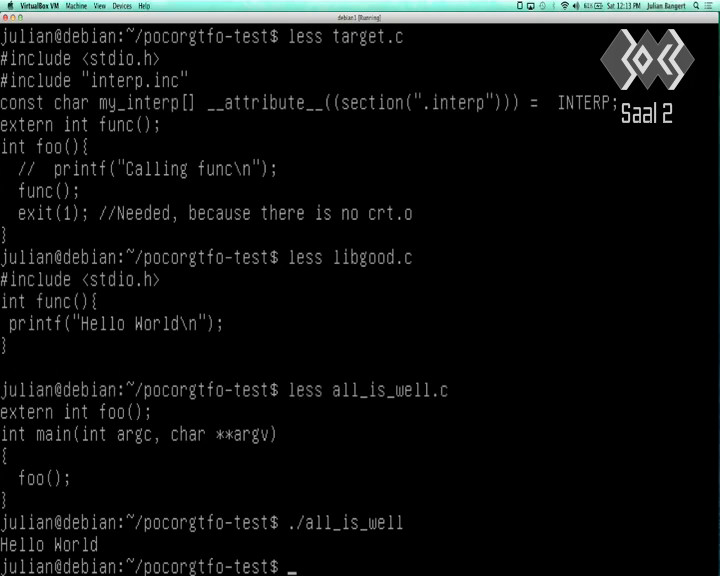 VirtualBox VM Machine View Devices Help
61% Sat 12:13 PM Julian Bangert
debian1 [Running]
julian@debian:~/pocorgtfo-test$ less target.c
#include <stdio.h>
#include "interp.inc"
const char my_interp[] __attribute__((section(".interp"))) =  INTERP;
extern int func();
int foo(){
  //  printf("Calling func\n");
  func();
  exit(1); //Needed, because there is no crt.o
}
julian@debian:~/pocorgtfo-test$ less libgood.c
#include <stdio.h>
int func(){
 printf("Hello World\n");
}
julian@debian:~/pocorgtfo-test$ less all_is_well.c
extern int foo();
int main(int argc, char **argv)
{
  foo();
}
julian@debian:~/pocorgtfo-test$ ./all_is_well
Hello World
julian@debian:~/pocorgtfo-test$ _
Saal 2